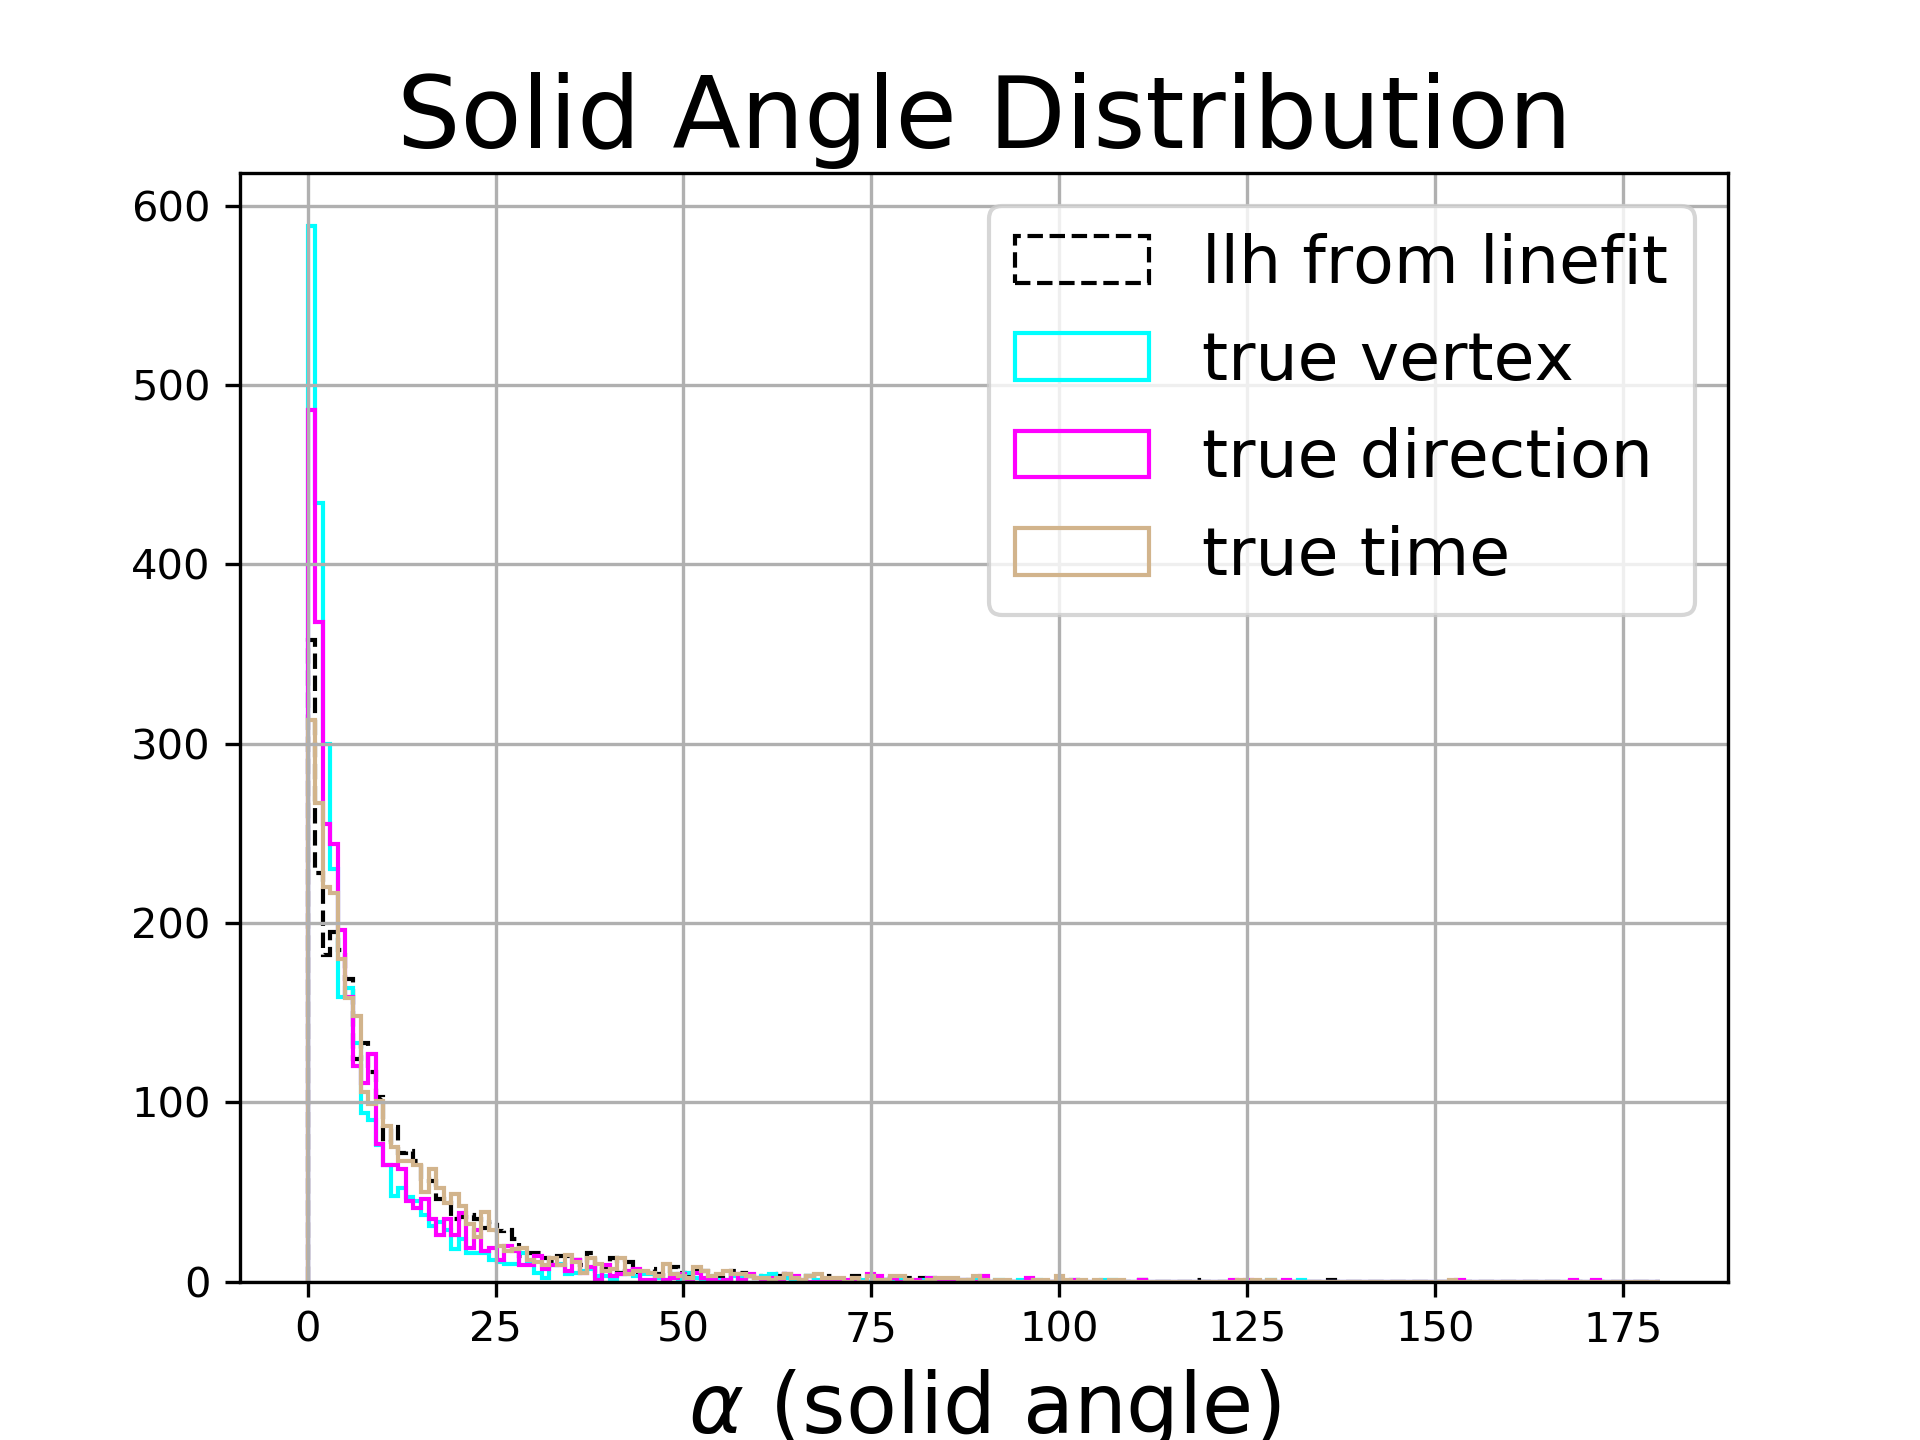 Solid Angle Distribution
600
500
400
300
200
100
0
llh from linefit
true vertex
true direction
true time
0 25 50 75 100 125 150 175
α (solid angle)